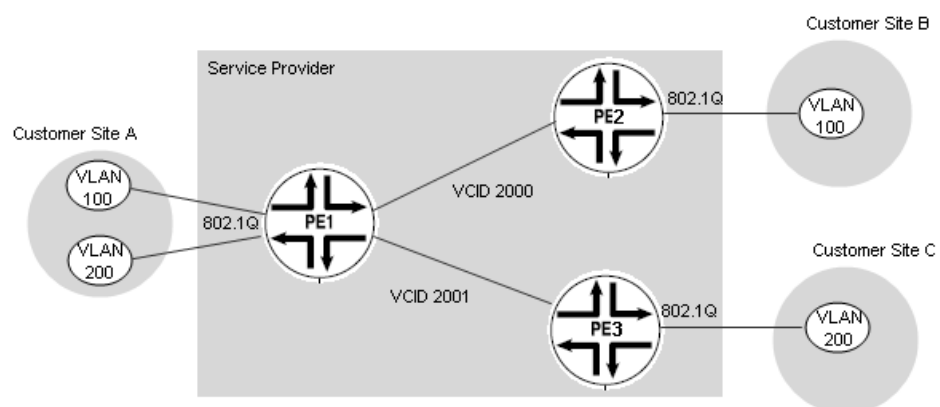 Customer Site B
Service Provider
802.1Q
VLAN
100
PE2
Customer Site A
VLAN
100
VCID 2000
802.1Q
PE1
VLAN
200
Customer Site C
VCID 2001
802.1Q
VLAN
200
PE3